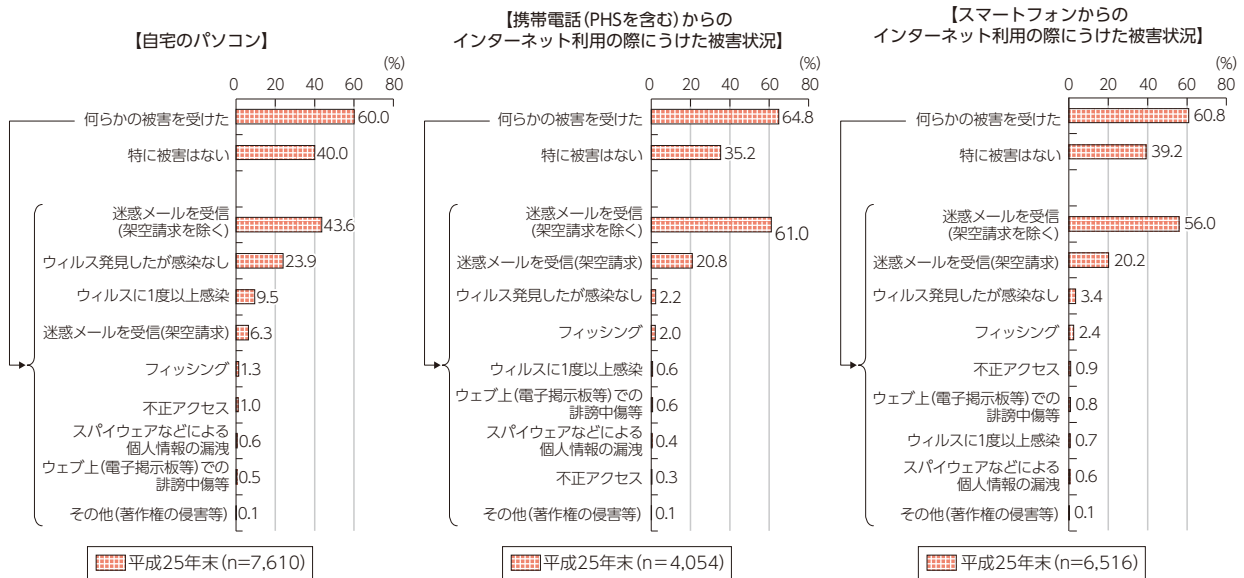 【自宅のパソコン】
(%)
0 20 40 60 80
何らかの被害を受けた 60.0
特に被害はない 40.0
迷惑メールを受信
(架空請求を除く) 43.6
ウィルス発見したが感染なし 23.9
ウィルスに1度以上感染 9.5
迷惑メールを受信(架空請求) 6.3
フィッシング 1.3
不正アクセス 1.0
スパイウェアなどによる
個人情報の漏洩 0.6
ウェブ上(電子掲示板等)での
誹謗中傷等 0.5
その他(著作権の侵害等) 0.1
平成25年末(n=7,610)
【携帯電話(PHSを含む)からの
インターネット利用の際にうけた被害状況】
(%)
0 20 40 60 80
何らかの被害を受けた 64.8
特に被害はない 35.2
迷惑メールを受信
(架空請求を除く) 61.0
迷惑メールを受信(架空請求) 20.8
ウィルス発見したが感染なし 2.2
フィッシング 2.0
ウィルスに1度以上感染 0.6
ウェブ上(電子掲示板等)での
誹謗中傷等 0.6
スパイウェアなどによる
個人情報の漏洩 0.4
不正アクセス 0.3
その他(著作権の侵害等) 0.1
平成25年末(n=4,054)
【スマートフォンからの
インターネット利用の際にうけた被害状況】
(%)
0 20 40 60 80
何らかの被害を受けた 60.8
特に被害はない 39.2
迷惑メールを受信
(架空請求を除く) 56.0
迷惑メールを受信(架空請求) 20.2
ウィルス発見したが感染なし 3.4
フィッシング 2.4
不正アクセス 0.9
ウェブ上(電子掲示板等)での
誹謗中傷等 0.8
ウィルスに1度以上感染 0.7
スパイウェアなどによる
個人情報の漏洩 0.6
その他(著作権の侵害等) 0.1
平成25年末(n=6,516)